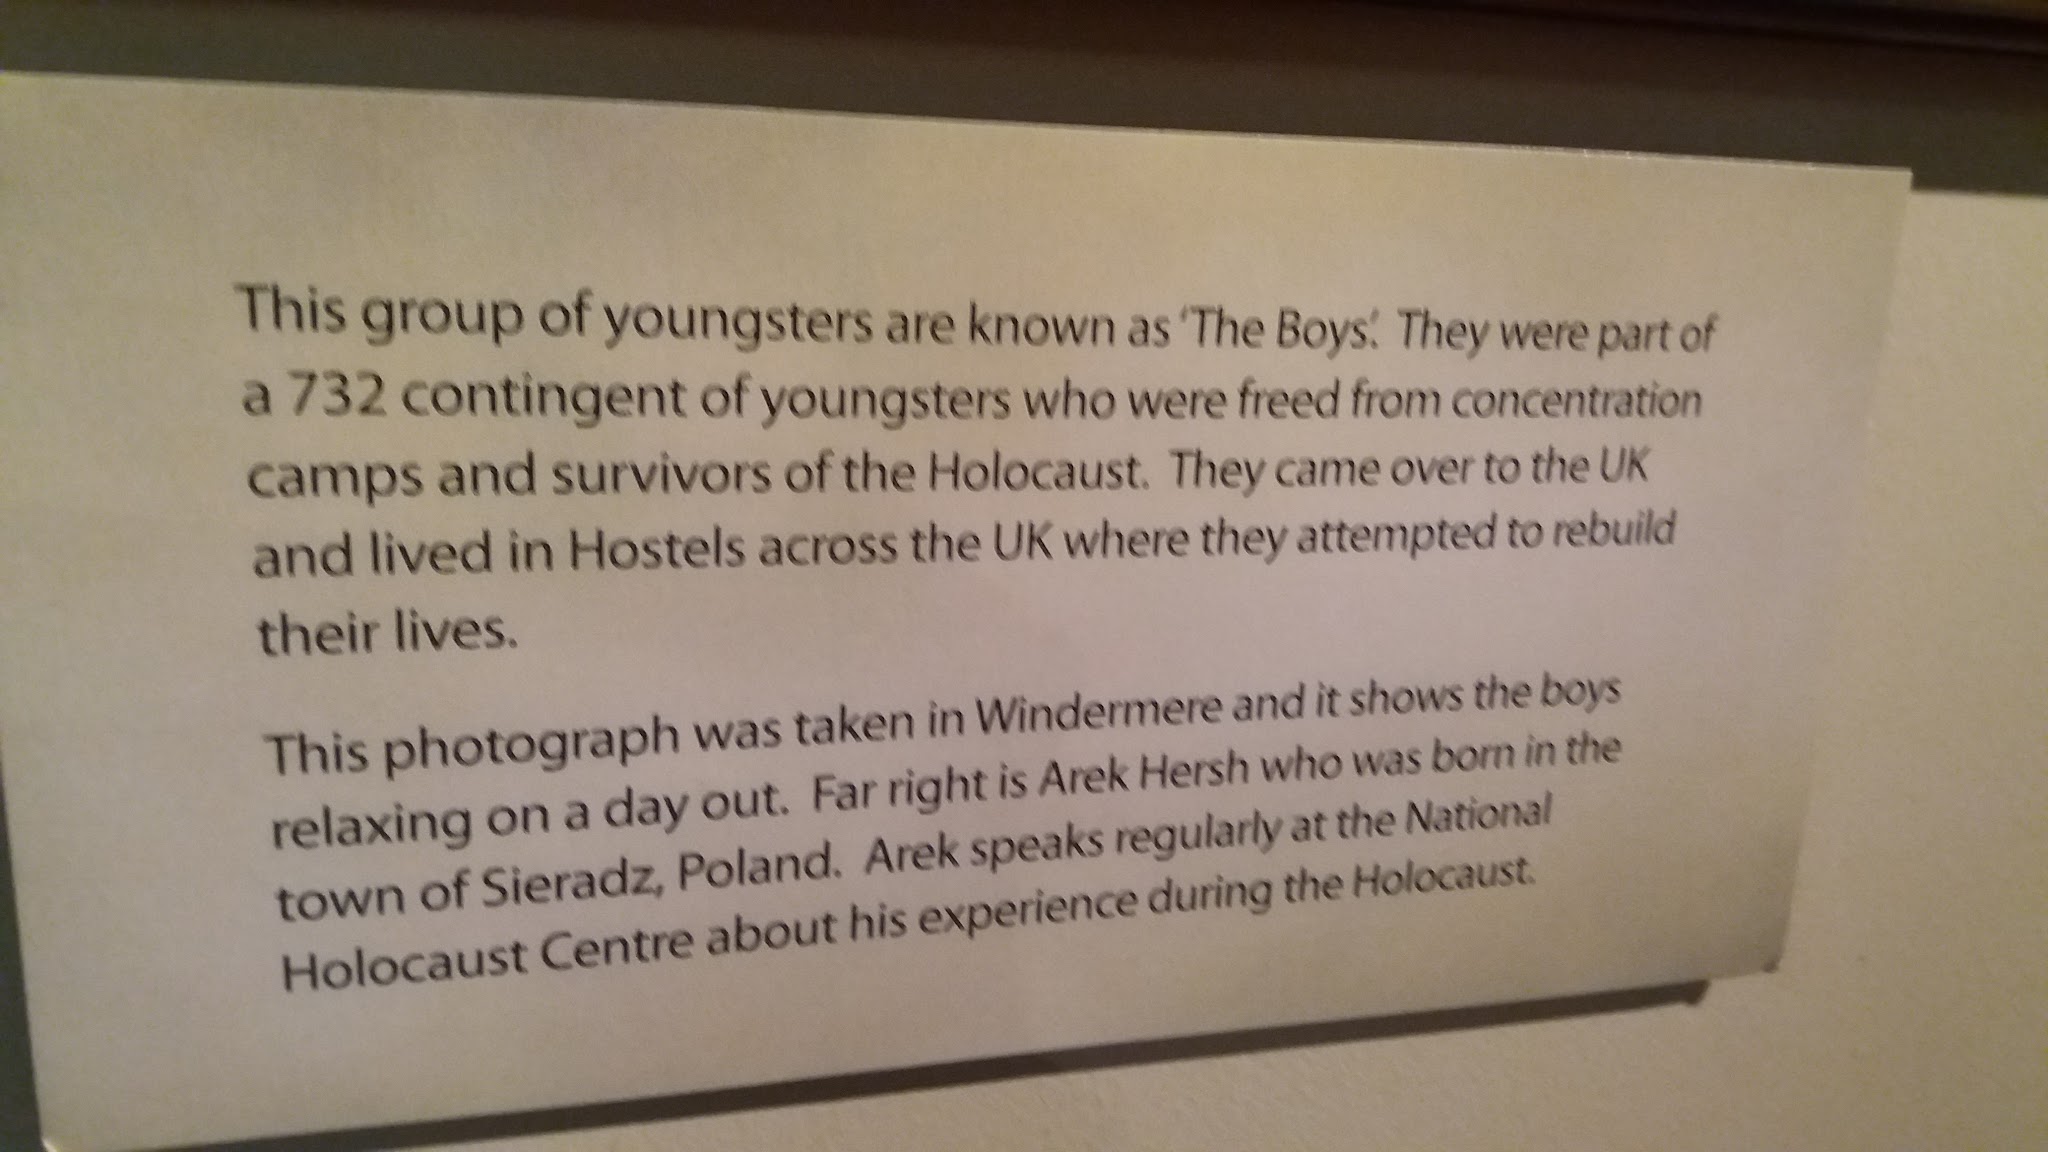 This group of youngsters are known as 'The Boys'. They were part of
a 732 contingent of youngsters who were freed from concentration
camps and survivors of the Holocaust. They came over to the UK
and lived in Hostels across the UK where they attempted to rebuild
their lives.
This photograph was taken in Windermere and it shows the boys
relaxing on a day out. Far right is Arek Hersh who was born in the
town of Sieradz, Poland. Arek speaks regularly at the National
Holocaust Centre about his experience during the Holocaust.